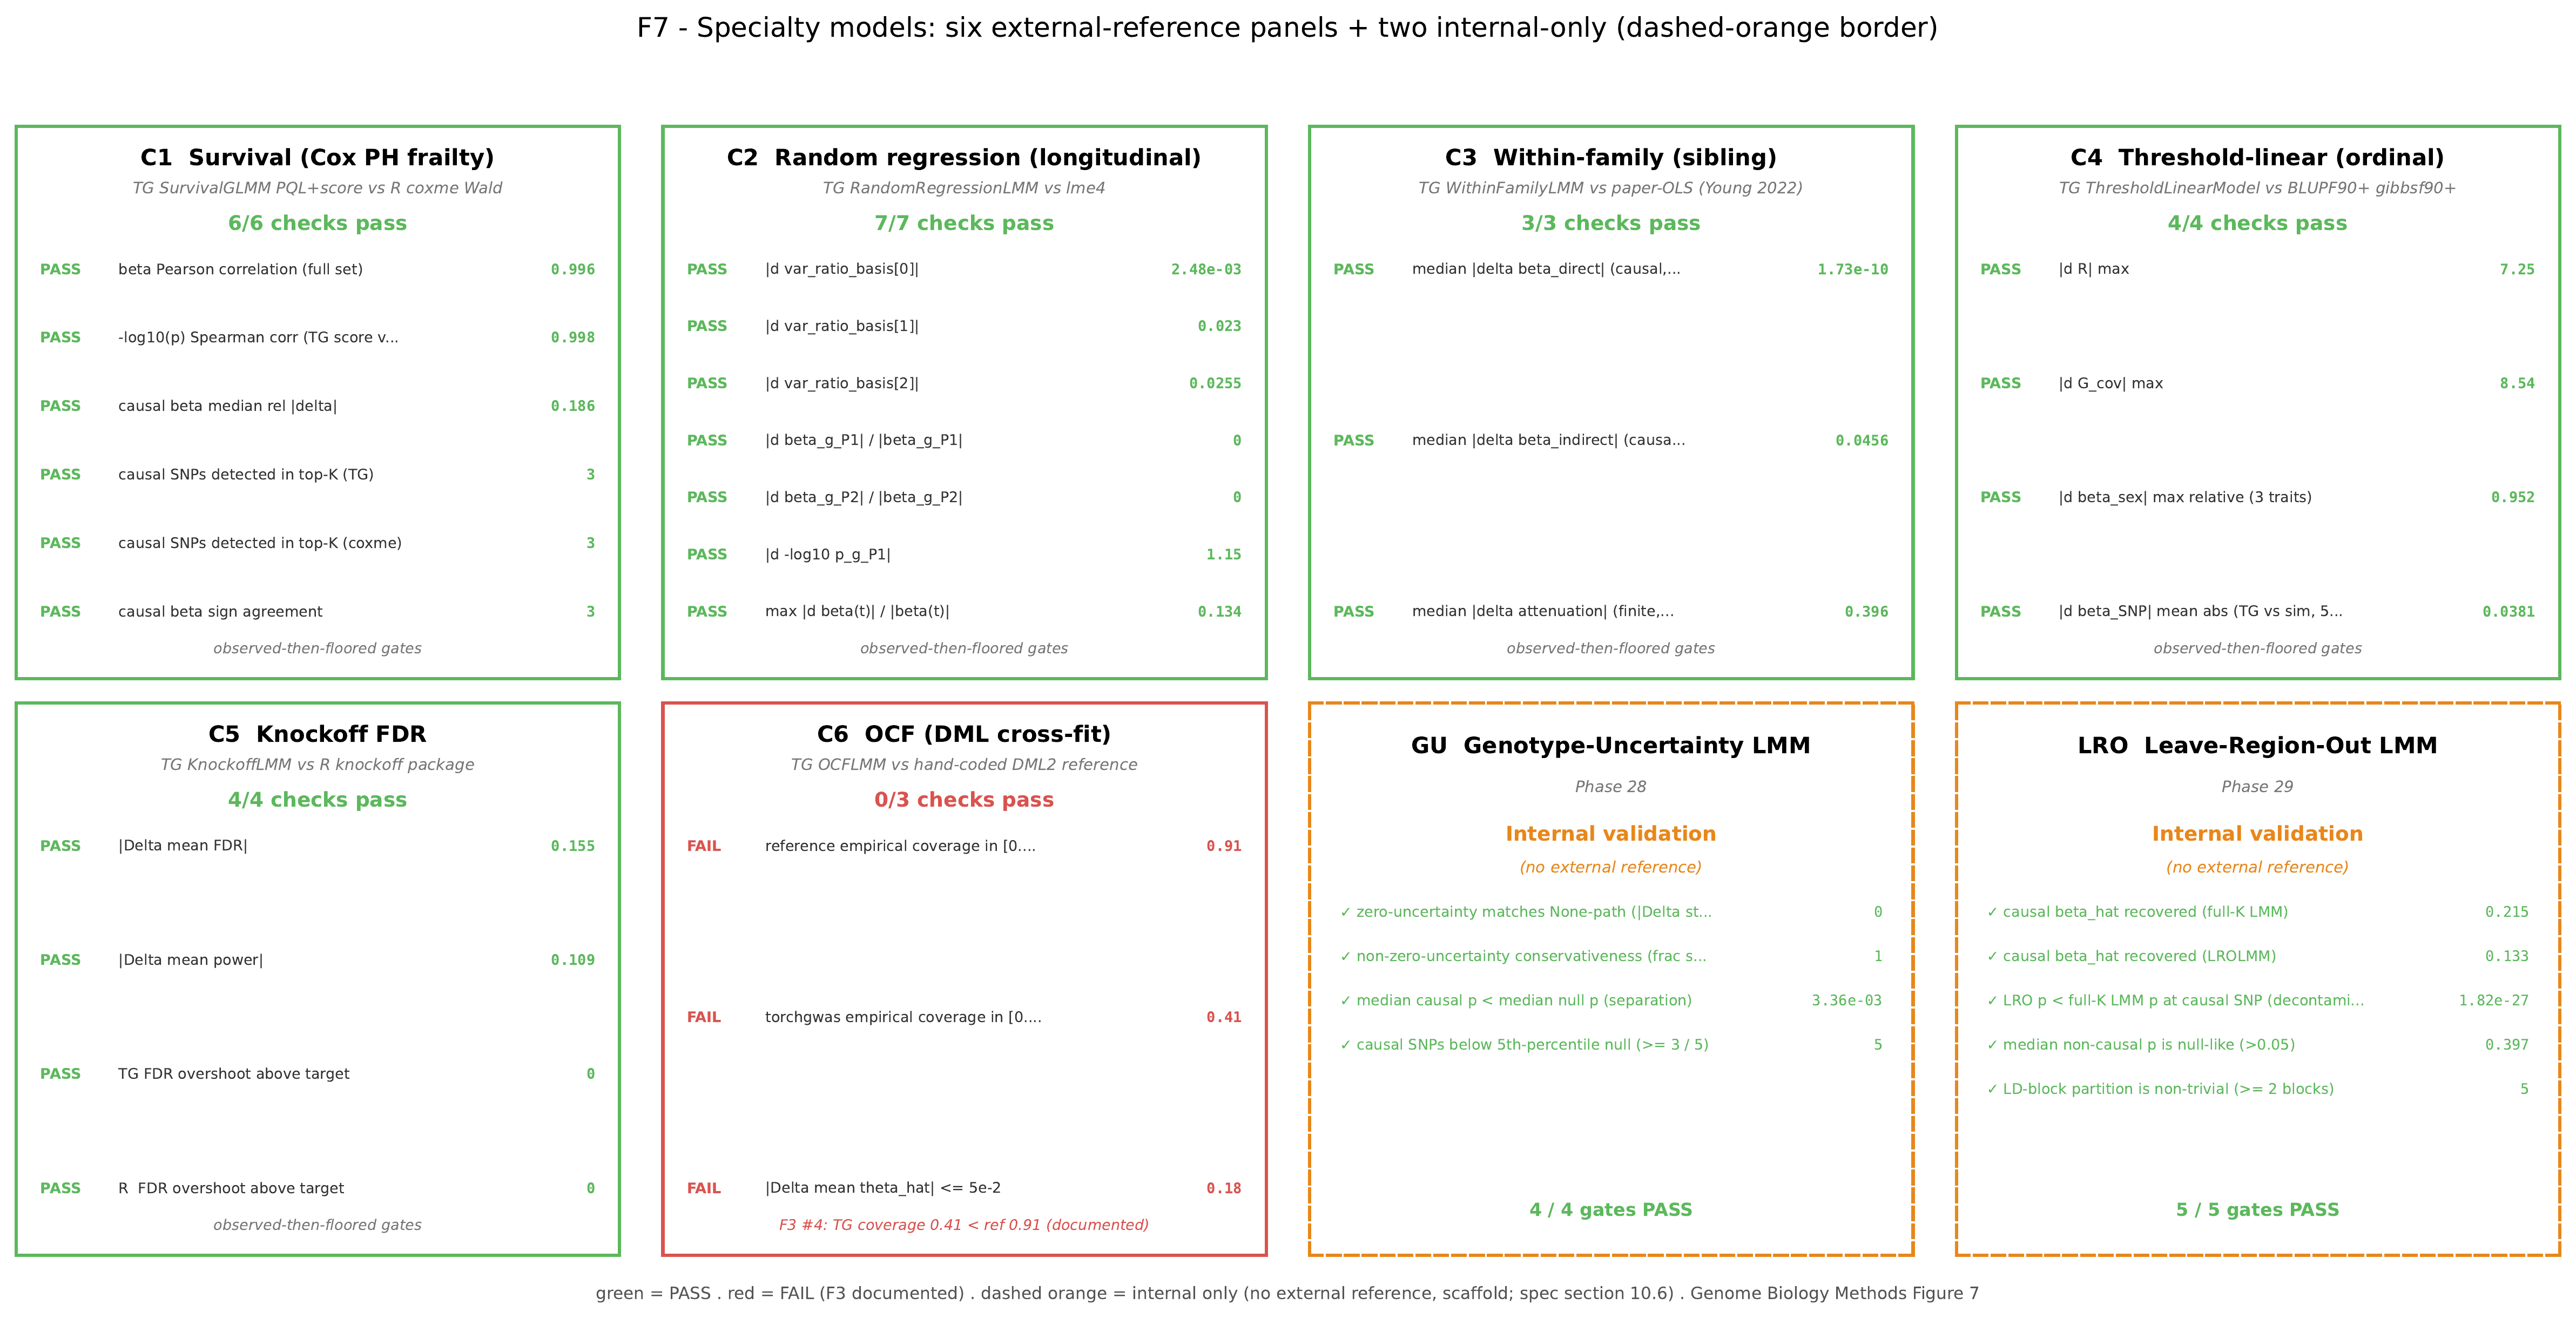 F7 - Specialty models: six external-reference panels + two internal-only (dashed-orange border)
C1 Survival (Cox PH frailty)
TG SurvivalGLMM PQL+score vs R coxme Wald
6/6 checks pass
PASS beta Pearson correlation (full set) 0.996
PASS -log10(p) Spearman corr (TG score v... 0.998
PASS causal beta median rel |delta| 0.186
PASS causal SNPs detected in top-K (TG) 3
PASS causal SNPs detected in top-K (coxme) 3
PASS causal beta sign agreement 3
observed-then-floored gates
C2 Random regression (longitudinal)
TG RandomRegressionLMM vs lme4
7/7 checks pass
PASS |d var_ratio_basis[0]| 2.48e-03
PASS |d var_ratio_basis[1]| 0.023
PASS |d var_ratio_basis[2]| 0.0255
PASS |d beta_g_P1| / |beta_g_P1| 0
PASS |d beta_g_P2| / |beta_g_P2| 0
PASS |d -log10 p_g_P1| 1.15
PASS max |d beta(t)| / |beta(t)| 0.134
observed-then-floored gates
C3 Within-family (sibling)
TG WithinFamilyLMM vs paper-OLS (Young 2022)
3/3 checks pass
PASS median |delta beta_direct| (causal,... 1.73e-10
PASS median |delta beta_indirect| (causa... 0.0456
PASS median |delta attenuation| (finite,... 0.396
observed-then-floored gates
C4 Threshold-linear (ordinal)
TG ThresholdLinearModel vs BLUPF90+ gibbsf90+
4/4 checks pass
PASS |d R| max 7.25
PASS |d G_cov| max 8.54
PASS |d beta_sex| max relative (3 traits) 0.952
PASS |d beta_SNP| mean abs (TG vs sim, 5... 0.0381
observed-then-floored gates
C5 Knockoff FDR
TG KnockoffLMM vs R knockoff package
4/4 checks pass
PASS |Delta mean FDR| 0.155
PASS |Delta mean power| 0.109
PASS TG FDR overshoot above target 0
PASS R FDR overshoot above target 0
observed-then-floored gates
C6 OCF (DML cross-fit)
TG OCFLMM vs hand-coded DML2 reference
0/3 checks pass
FAIL reference empirical coverage in [0.... 0.91
FAIL torchgwas empirical coverage in [0.... 0.41
FAIL |Delta mean theta_hat| <= 5e-2 0.18
F3 #4: TG coverage 0.41 < ref 0.91 (documented)
GU Genotype-Uncertainty LMM
Phase 28
Internal validation
(no external reference)
✓ zero-uncertainty matches None-path (|Delta st... 0
✓ non-zero-uncertainty conservativeness (frac s... 1
✓ median causal p < median null p (separation) 3.36e-03
✓ causal SNPs below 5th-percentile null (>= 3 / 5) 5
4 / 4 gates PASS
LRO Leave-Region-Out LMM
Phase 29
Internal validation
(no external reference)
✓ causal beta_hat recovered (full-K LMM) 0.215
✓ causal beta_hat recovered (LROLMM) 0.133
✓ LRO p < full-K LMM p at causal SNP (decontami... 1.82e-27
✓ median non-causal p is null-like (>0.05) 0.397
✓ LD-block partition is non-trivial (>= 2 blocks) 5
5 / 5 gates PASS
green = PASS . red = FAIL (F3 documented) . dashed orange = internal only (no external reference, scaffold; spec section 10.6) . Genome Biology Methods Figure 7